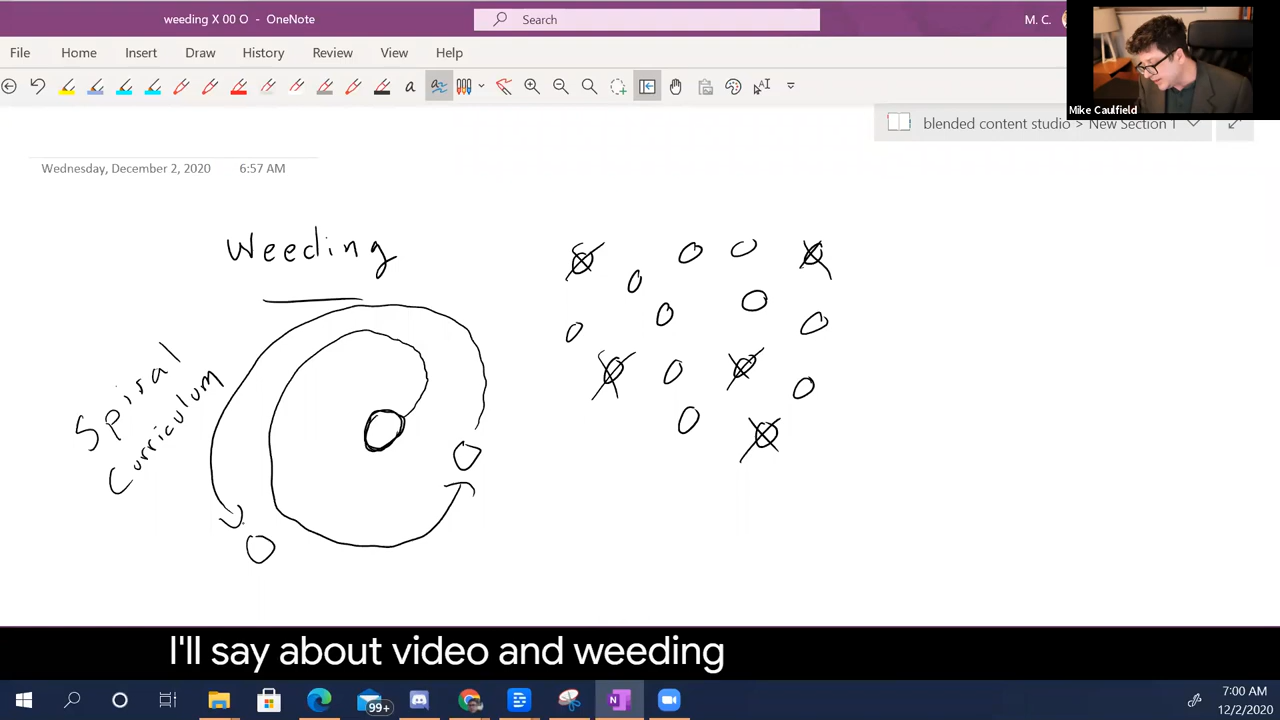 weeding X 00 O - OneNote
Search
M. C.
File Home Insert Draw History Review View Help
Mike Caulfield
blended content studio > New Section 1
Wednesday, December 2, 2020 6:57 AM
Weeding
Spiral
Curriculum
I'll say about video and weeding
99+
7:00 AM
12/2/2020